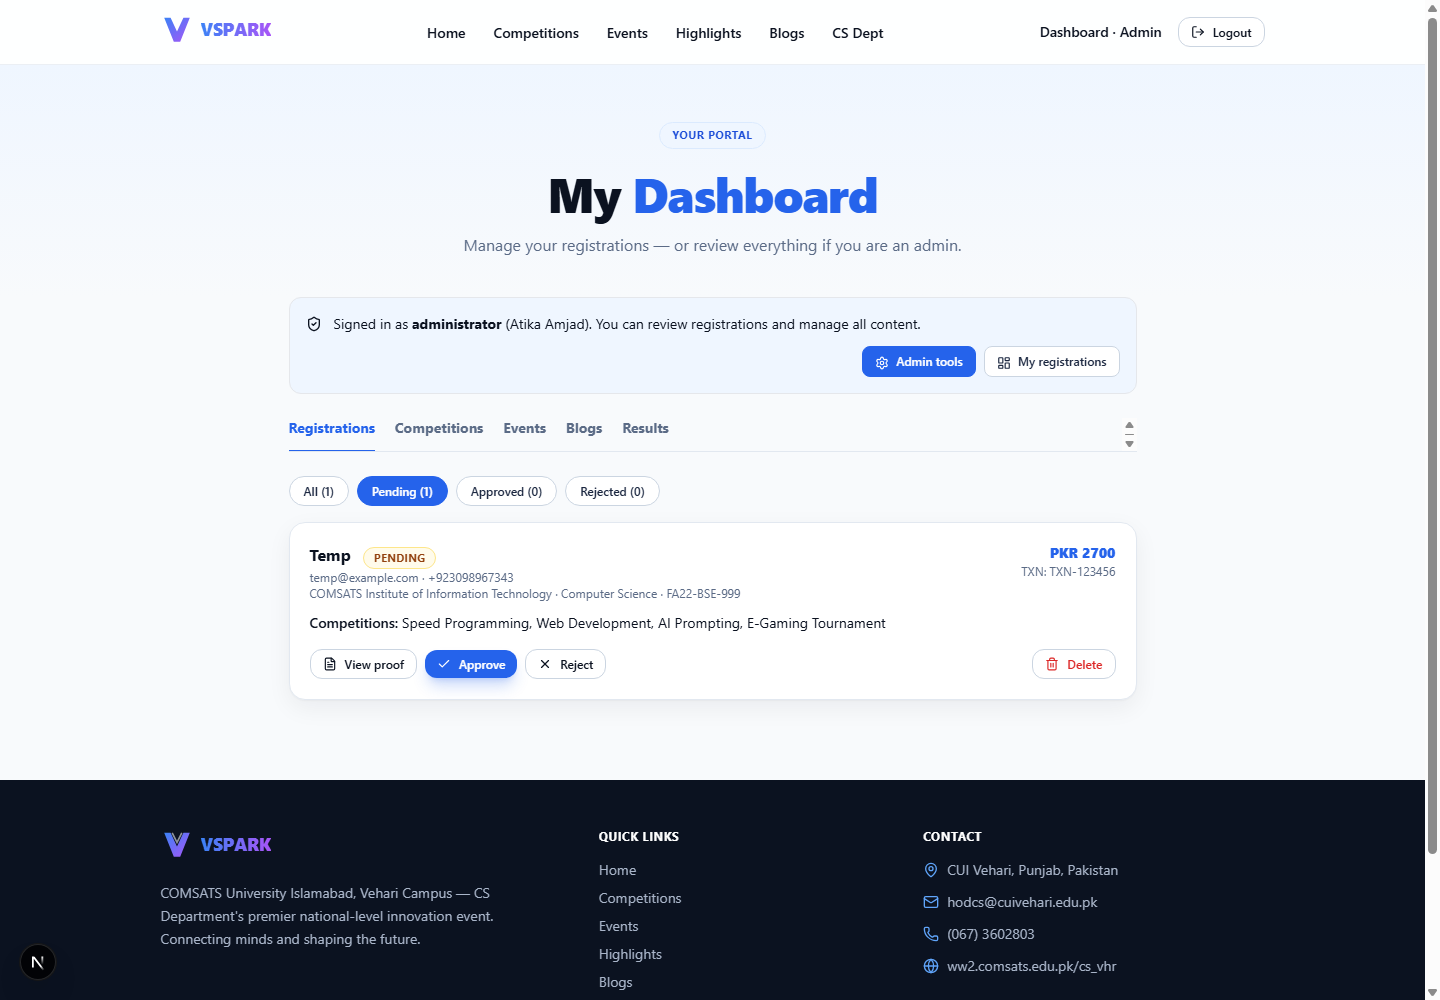 VSPARK
Home Competitions Events Highlights Blogs CS Dept
Dashboard · Admin Logout
YOUR PORTAL
My Dashboard
Manage your registrations — or review everything if you are an admin.
Signed in as administrator (Atika Amjad). You can review registrations and manage all content.
Admin tools My registrations
Registrations Competitions Events Blogs Results
All (1) Pending (1) Approved (0) Rejected (0)
Temp PENDING
PKR 2700
temp@example.com · +923098967343
TXN: TXN-123456
COMSATS Institute of Information Technology · Computer Science · FA22-BSE-999
Competitions: Speed Programming, Web Development, AI Prompting, E-Gaming Tournament
View proof Approve Reject Delete
VSPARK
COMSATS University Islamabad, Vehari Campus — CS
Department's premier national-level innovation event.
Connecting minds and shaping the future.
QUICK LINKS
Home
Competitions
Events
Highlights
Blogs
CONTACT
CUI Vehari, Punjab, Pakistan
hodcs@cuivehari.edu.pk
(067) 3602803
ww2.comsats.edu.pk/cs_vhr
N